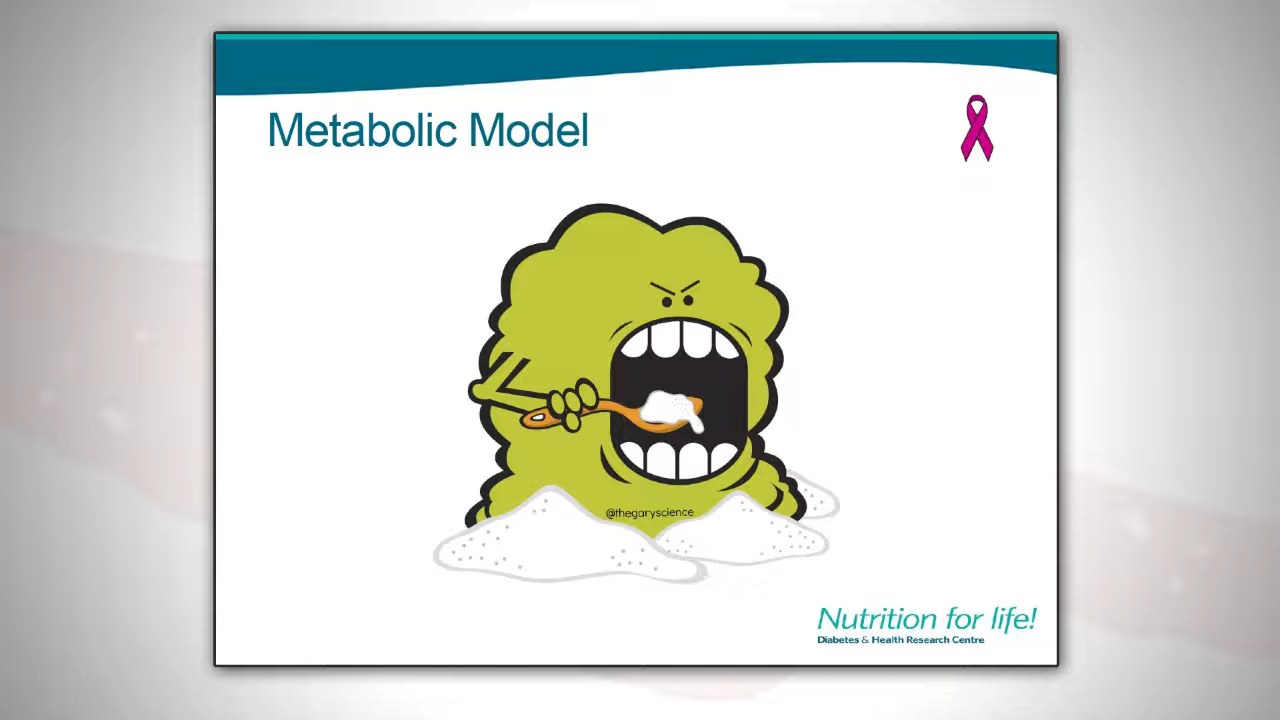 Metabolic Model
@thegaryscience
Nutrition for life!
Diabetes & Health Research Centre